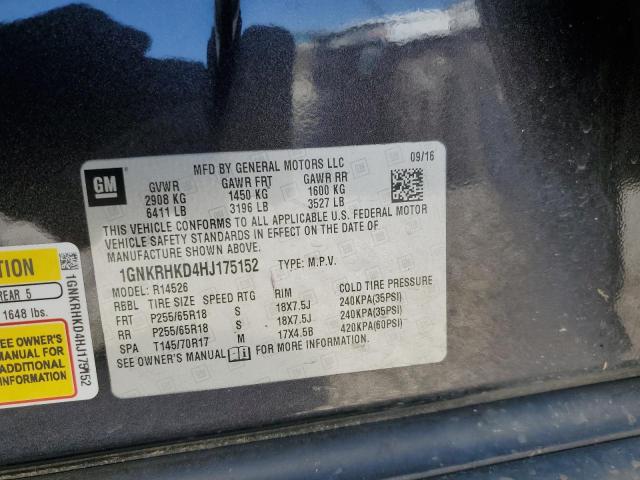 GM
MFD BY GENERAL MOTORS LLC
09/16
GVWR GAWR FRT GAWR RR
2908 KG 1450 KG 1600 KG
6411 LB 3196 LB 3527 LB
THIS VEHICLE CONFORMS TO ALL APPLICABLE U.S. FEDERAL MOTOR
VEHICLE SAFETY STANDARDS IN EFFECT ON THE DATE OF
MANUFACTURE SHOWN ABOVE.
1GNKRHKD4HJ175152 TYPE: M.P.V.
MODEL: R14526
RBBL TIRE SIZE SPEED RTG RIM COLD TIRE PRESSURE
FRT P255/65R18 S 18X7.5J 240KPA(35PSI)
RR P255/65R18 S 18X7.5J 240KPA(35PSI)
SPA T145/70R17 M 17X4.5B 420KPA(60PSI)
SEE OWNER'S MANUAL
TION
REAR 5
1648 lbs.
SEE OWNER'S
MANUAL FOR
ADDITIONAL
INFORMATION
1GNKRHKD4HJ175152